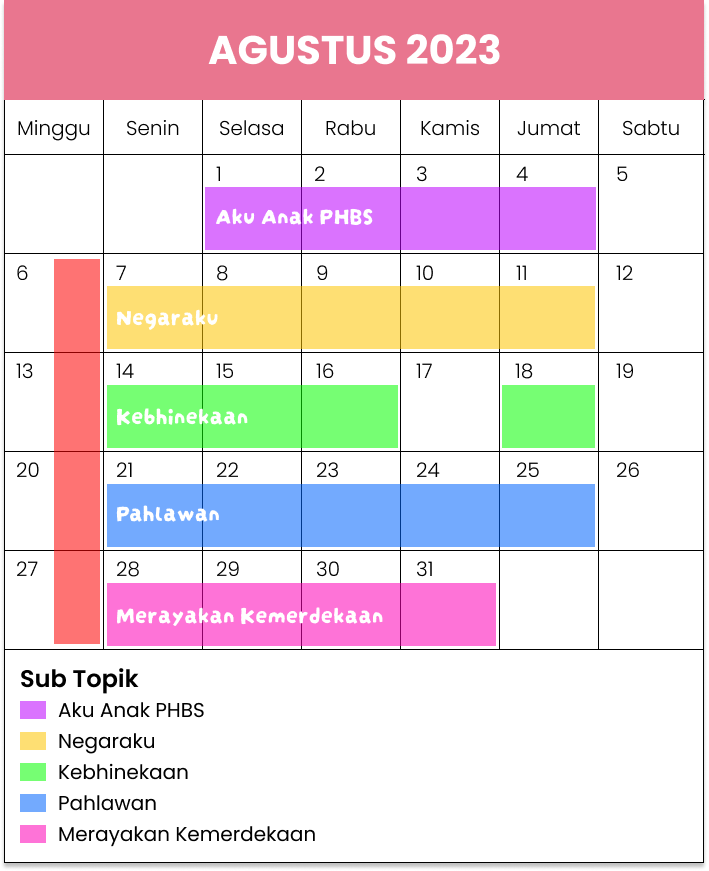 AGUSTUS 2023
Minggu Senin Selasa Rabu Kamis Jumat Sabtu
1 2 3 4 5
Aku Anak PHBS
6 7 8 9 10 11 12
Negaraku
13 14 15 16 17 18 19
Kebhinekaan
20 21 22 23 24 25 26
Pahlawan
27 28 29 30 31
Merayakan Kemerdekaan
Sub Topik
Aku Anak PHBS
Negaraku
Kebhinekaan
Pahlawan
Merayakan Kemerdekaan